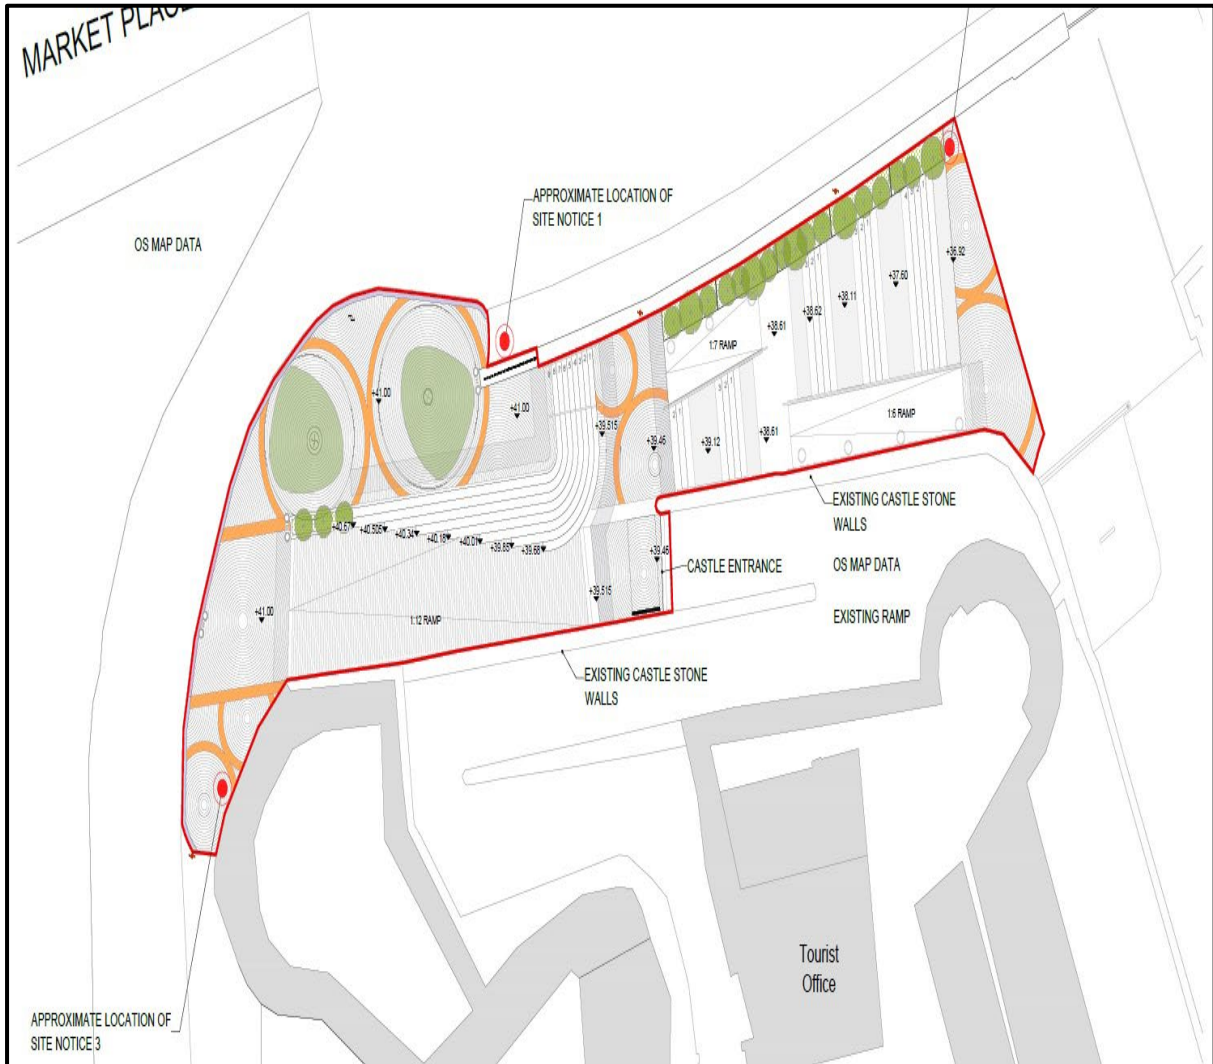 MARKET PLACE
APPROXIMATE LOCATION OF
SITE NOTICE 1
OS MAP DATA
+36.92
+37.60
+38.11
+38.62
+38.61
1:7 RAMP
+41.00
+41.00
+39.515
1:6 RAMP
+39.46
+39.12
+38.61
EXISTING CASTLE STONE
WALLS
+40.67
+40.505
+40.34
+40.18
+40.01
+39.85
+39.68
+39.46
CASTLE ENTRANCE
OS MAP DATA
+39.515
+41.00
1:12 RAMP
EXISTING RAMP
EXISTING CASTLE STONE
WALLS
Tourist
Office
APPROXIMATE LOCATION OF
SITE NOTICE 3